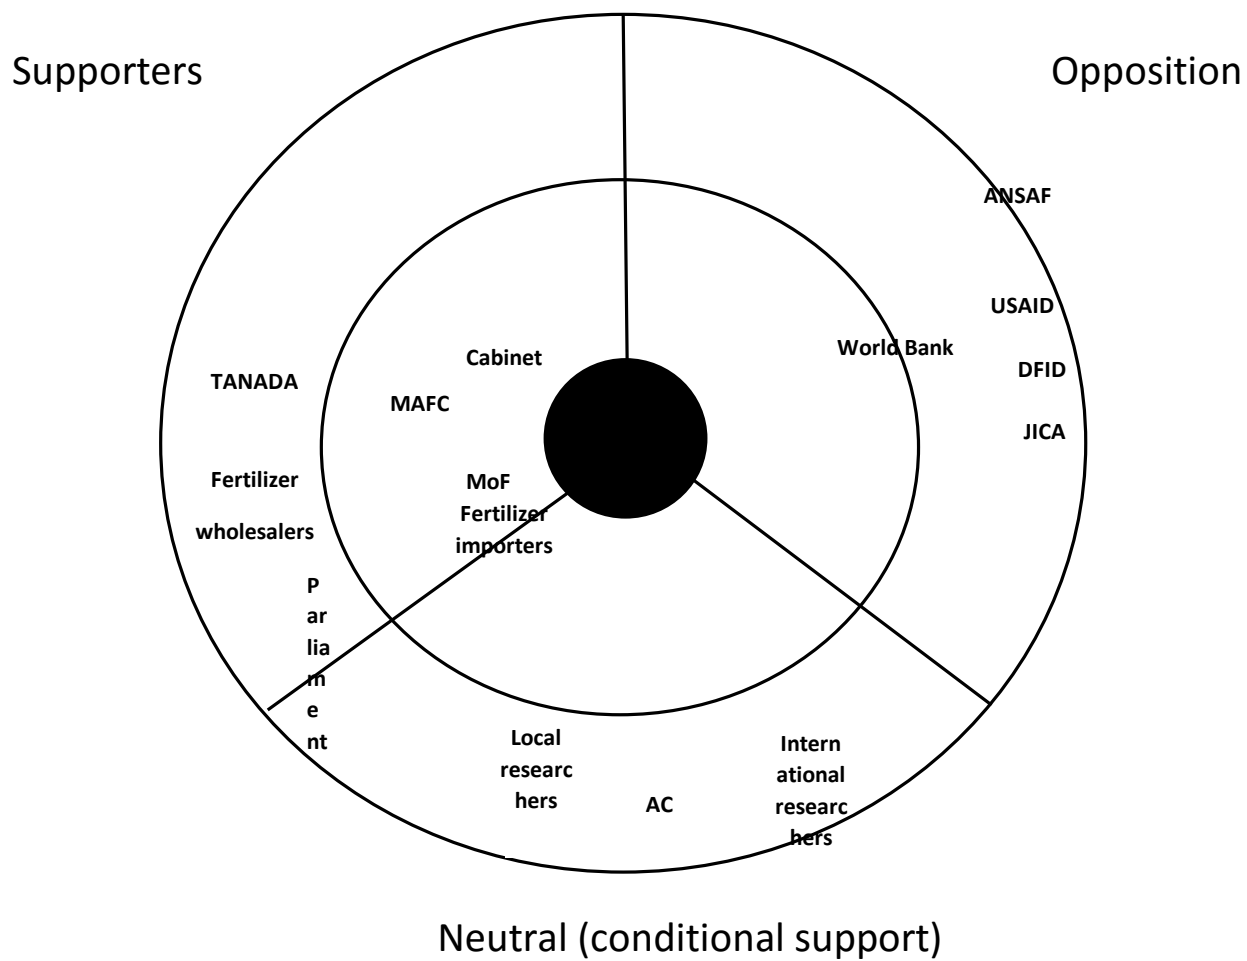 Supporters
Opposition
ANSAF
USAID
World Bank
Cabinet
DFID
TANADA
MAFC
JICA
Fertilizer
wholesalers
MoF
Fertilizer
importers
P
ar
lia
m
e
nt
Local
researc
hers
AC
Intern
ational
researc
hers
Neutral (conditional support)